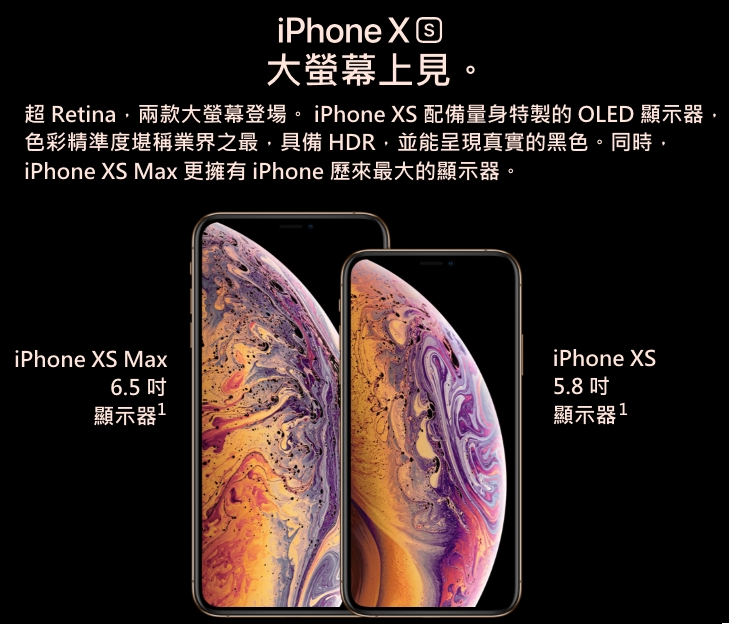 iPhone XS
大螢幕上見。
超 Retina，兩款大螢幕登場。 iPhone XS 配備量身特製的 OLED 顯示器，
色彩精準度堪稱業界之最，具備 HDR，並能呈現真實的黑色。同時，
iPhone XS Max 更擁有 iPhone 歷來最大的顯示器。
iPhone XS Max
6.5 吋
顯示器1
iPhone XS
5.8 吋
顯示器1